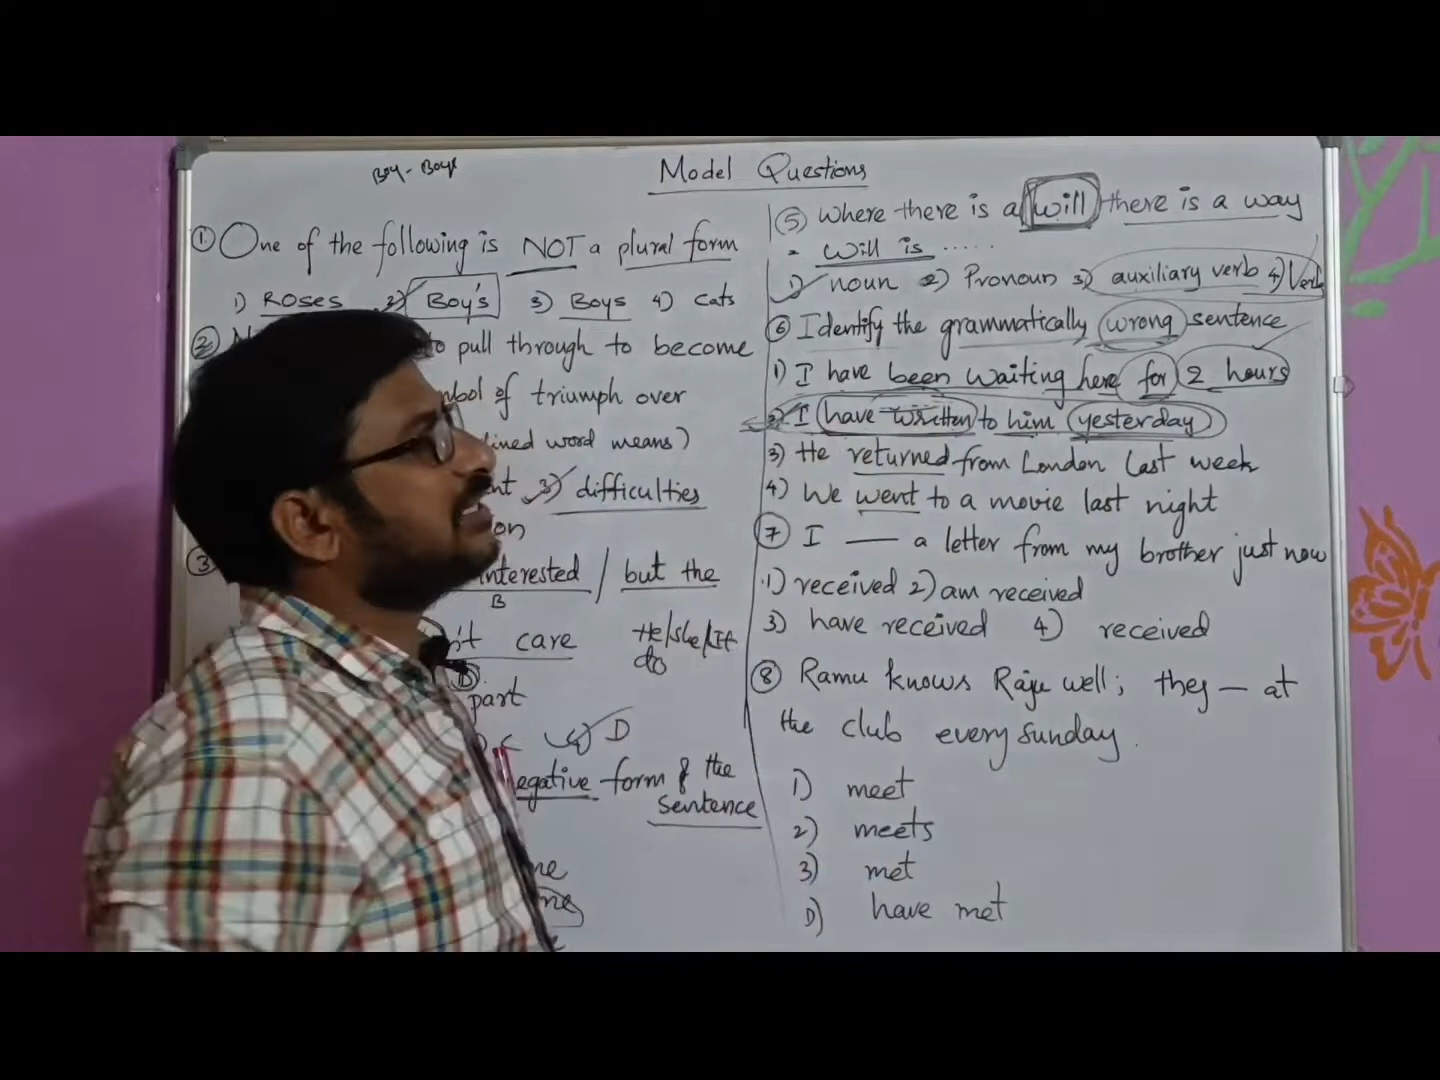 Boy - Boys
Model Questions
① One of the following is NOT a plural form
1) Roses 2) Boy's 3) Boys 4) cats
②
to pull through to become
of triumph over
word means)
3) difficulties
③
interested / but the
B
care He/she/It
do
part
4) D
form of the
sentence
⑤ Where there is a will there is a way
- will is ......
1) noun 2) Pronoun 3) auxiliary verb 4) Verb
⑥ Identify the grammatically wrong sentence
1) I have been waiting here for 2 hours
2) I have written to him yesterday
3) He returned from London last week
4) We went to a movie last night
⑦ I — a letter from my brother just now
1) received 2) am received
3) have received 4) received
⑧ Ramu knows Raju well; they — at
the club every sunday.
1) meet
2) meets
3) met
D) have met